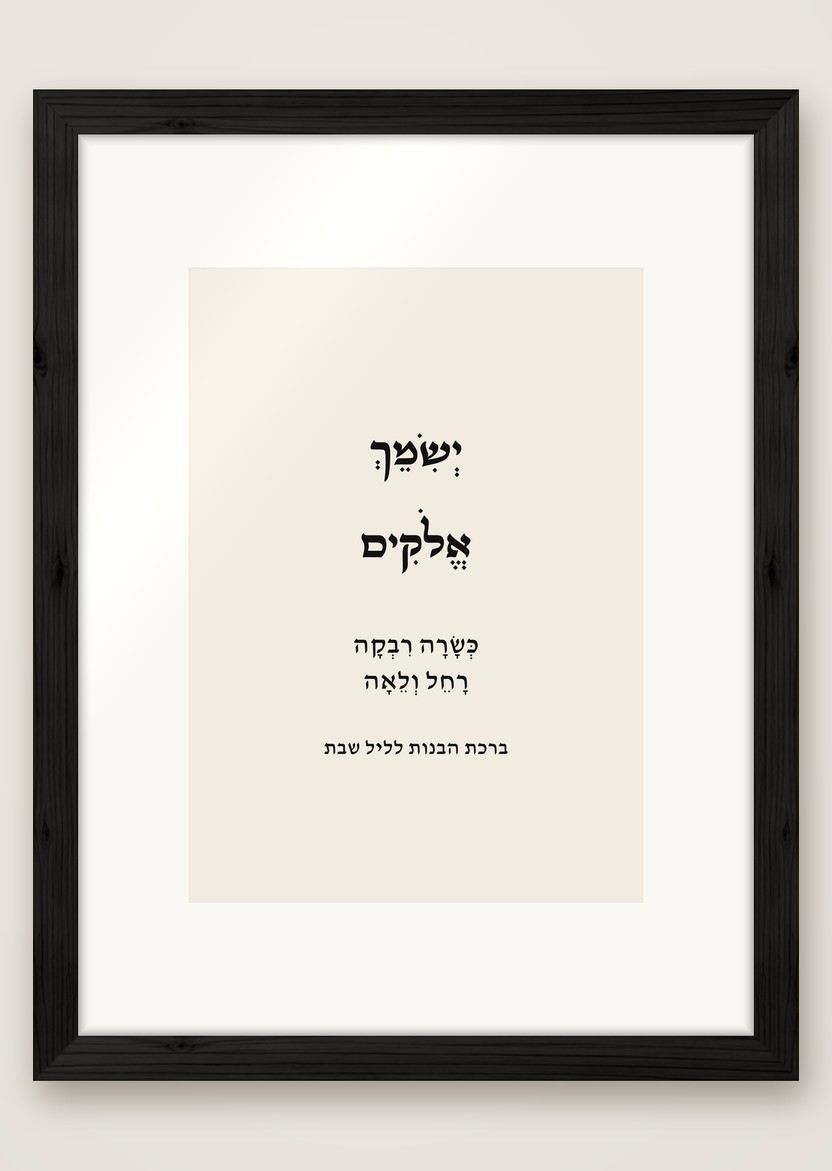 יְשִׂמֵךְ
אֱלֹקִים
כְּשָׂרָה רִבְקָה
רָחֵל וְלֵאָה
ברכת הבנות לליל שבת